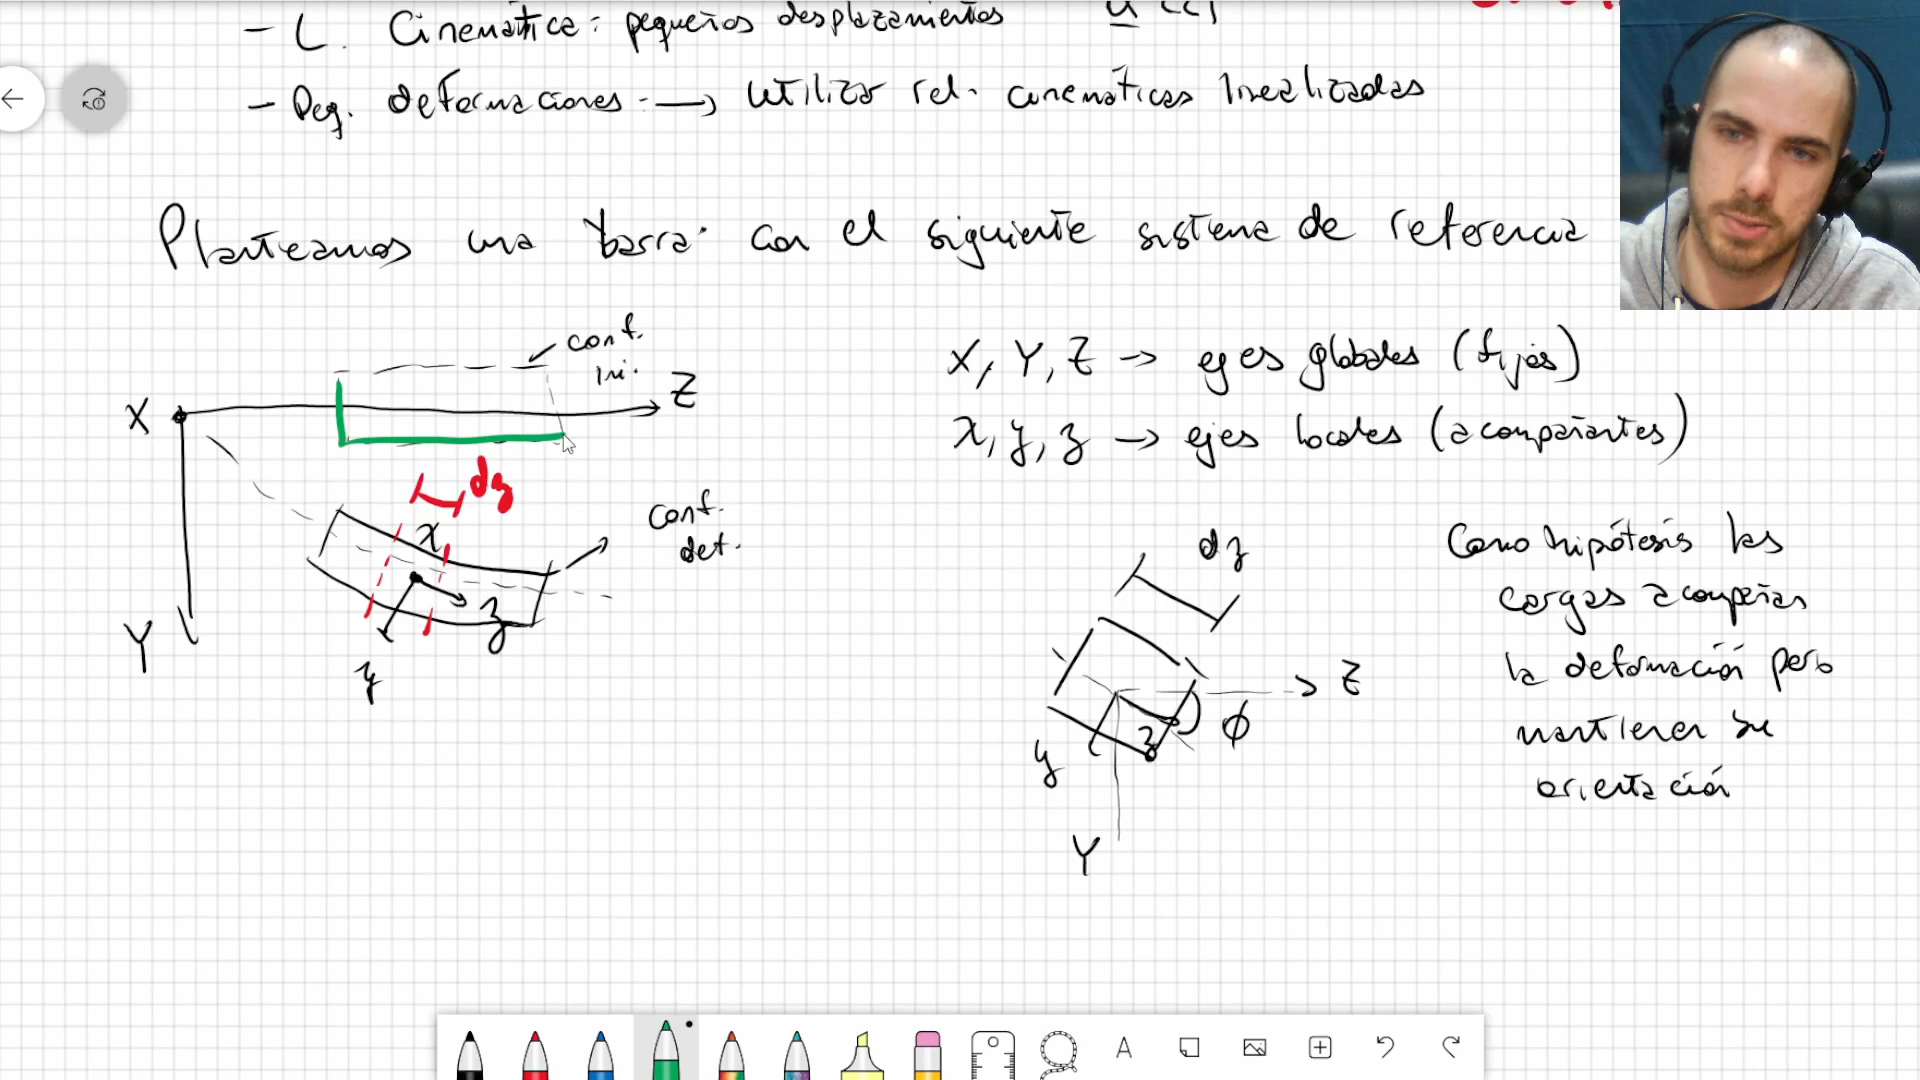 - L. Cinemática: pequeños desplazamientos u <<1
- Peq. deformaciones: → Utilizar rel. cinemáticas linealizadas
Planteamos una barra con el siguiente sistema de referencia
conf.
ini.
X
Z
Y
dz
x
z
y
conf.
def.
X, Y, Z → ejes globales (fijos)
x, y, z → ejes locales (acompañantes)
dz
Z
z
ϕ
y
Y
Como hipótesis las
cargas acompañan
la deformación pero
mantienen su
orientación
A